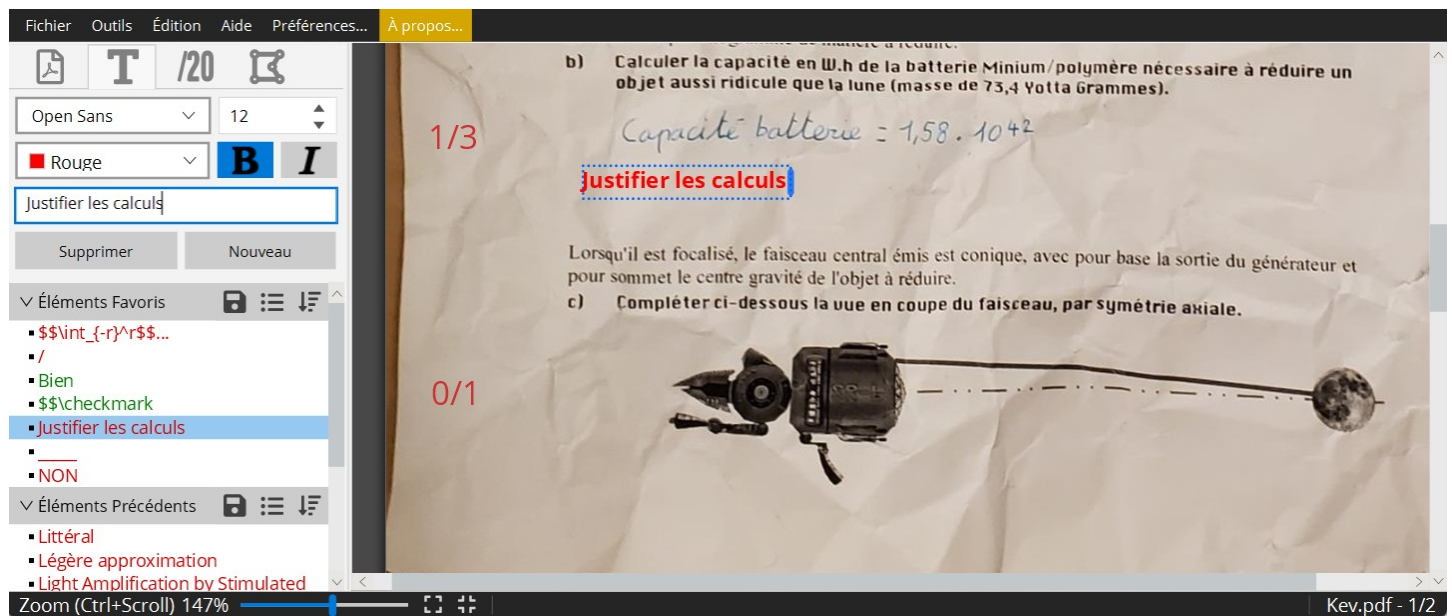 Fichier Outils Édition Aide Préférences... À propos...
T /20
Open Sans 12
Rouge B I
Justifier les calculs
Supprimer Nouveau
Éléments Favoris
$$\int_{-r}^r$$...
/
Bien
$$\checkmark
Justifier les calculs
_____
NON
Éléments Précédents
Littéral
Légère approximation
Light Amplification by Stimulated
Zoom (Ctrl+Scroll) 147%
b) Calculer la capacité en W.h de la batterie Minium/polymère nécessaire à réduire un
objet aussi ridicule que la lune (masse de 73,4 Yotta Grammes).
1/3
Capacité batterie = 1,58 . 10⁴²
Justifier les calculs
Lorsqu'il est focalisé, le faisceau central émis est conique, avec pour base la sortie du générateur et
pour sommet le centre gravité de l'objet à réduire.
c) Compléter ci-dessous la vue en coupe du faisceau, par symétrie axiale.
0/1
Kev.pdf - 1/2